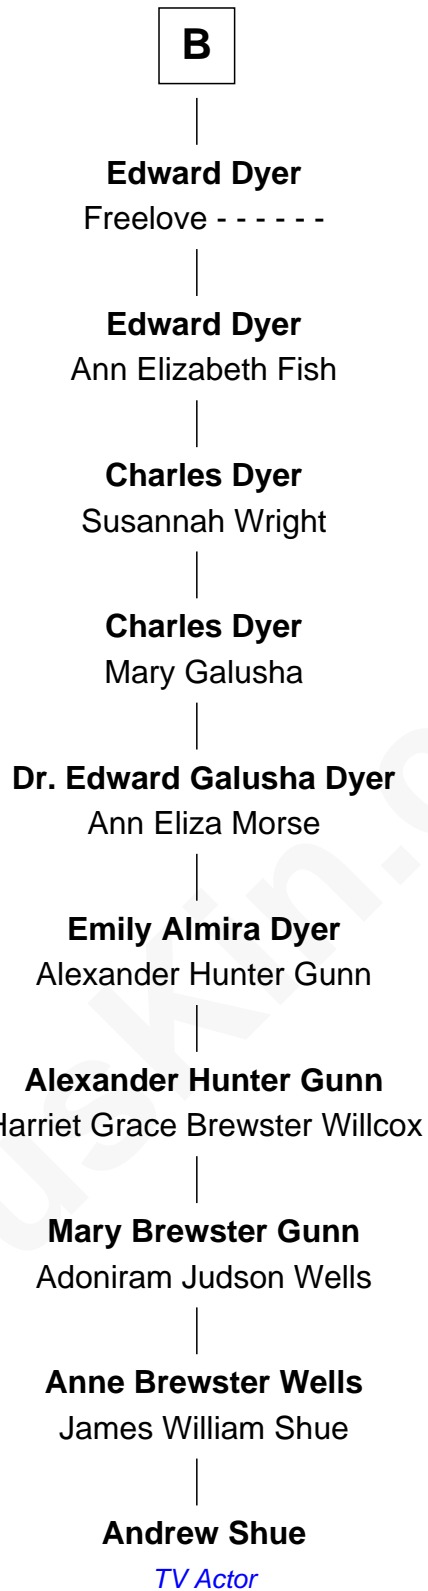 B
Edward Dyer
Freelove - - - - - -
Edward Dyer
Ann Elizabeth Fish
Charles Dyer
Susannah Wright
Charles Dyer
Mary Galusha
Dr. Edward Galusha Dyer
Ann Eliza Morse
Emily Almira Dyer
Alexander Hunter Gunn
Alexander Hunter Gunn
Harriet Grace Brewster Willcox
Mary Brewster Gunn
Adoniram Judson Wells
Anne Brewster Wells
James William Shue
Andrew Shue
TV Actor